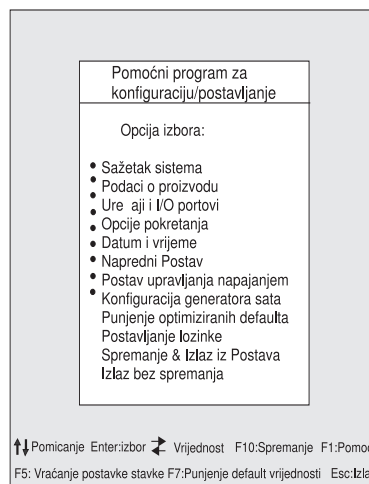 Pomoćni program za
konfiguraciju/postavljanje
Opcija izbora:
• Sažetak sistema
• Podaci o proizvodu
• Ure aji i I/O portovi
• Opcije pokretanja
• Datum i vrijeme
• Napredni Postav
• Postav upravljanja napajanjem
• Konfiguracija generatora sata
Punjenje optimiziranih defaulta
Postavljanje lozinke
Spremanje & Izlaz iz Postava
Izlaz bez spremanja
Pomicanje Enter:izbor Vrijednost F10:Spremanje F1:Pomoć
F5: Vraćanje postavke stavke F7:Punjenje default vrijednosti Esc:Izla